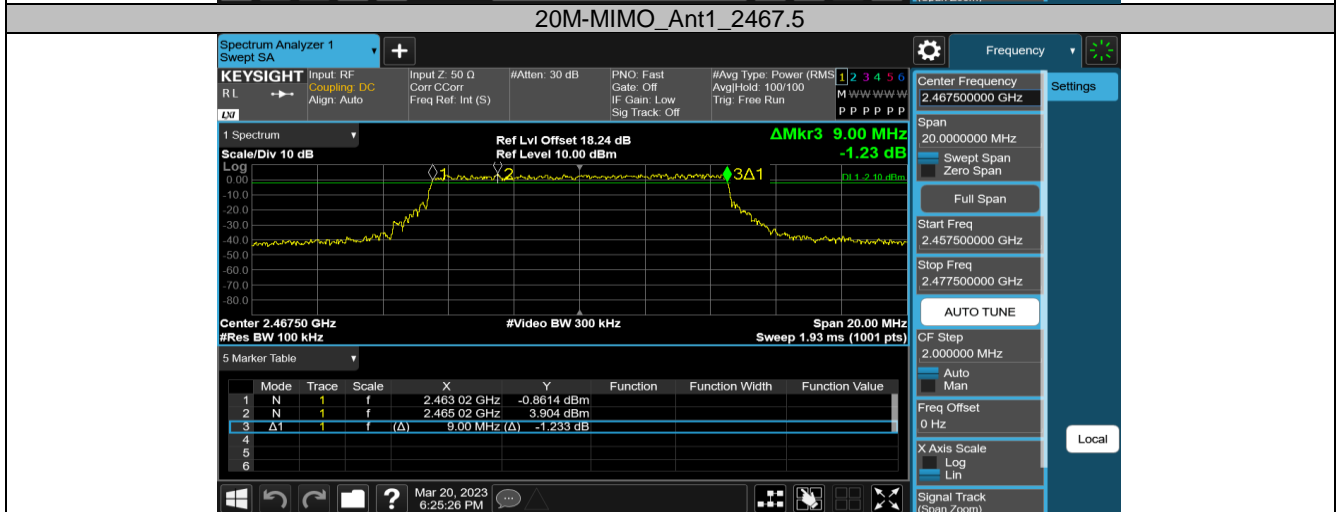 20M-MIMO_Ant1_2467.5
Spectrum Analyzer 1
Swept SA
+
Frequency
KEYSIGHT
R L
LXI
Input: RF
Coupling: DC
Align: Auto
Input Z: 50 Ω
Corr CCorr
Freq Ref: Int (S)
#Atten: 30 dB
PNO: Fast
Gate: Off
IF Gain: Low
Sig Track: Off
#Avg Type: Power (RMS
Avg|Hold: 100/100
Trig: Free Run
1 2 3 4 5 6
M W W W W W
P P P P P P
Center Frequency
2.467500000 GHz
Settings
Span
20.0000000 MHz
Swept Span
Zero Span
Full Span
Start Freq
2.457500000 GHz
Stop Freq
2.477500000 GHz
AUTO TUNE
CF Step
2.000000 MHz
Auto
Man
Freq Offset
0 Hz
X Axis Scale
Log
Lin
Signal Track
(Span Zoom)
Local
1 Spectrum
Scale/Div 10 dB
Ref Lvl Offset 18.24 dB
Ref Level 10.00 dBm
ΔMkr3 9.00 MHz
-1.23 dB
Log
0.00
-10.0
-20.0
-30.0
-40.0
-50.0
-60.0
-70.0
-80.0
1
2
3Δ1
DL1 -2.10 dBm
Center 2.46750 GHz
#Res BW 100 kHz
#Video BW 300 kHz
Span 20.00 MHz
Sweep 1.93 ms (1001 pts)
5 Marker Table
Mode Trace Scale X Y Function Function Width Function Value
1 N 1 f 2.463 02 GHz -0.8614 dBm
2 N 1 f 2.465 02 GHz 3.904 dBm
3 Δ1 1 f (Δ) 9.00 MHz (Δ) -1.233 dB
4
5
6
?
Mar 20, 2023
6:25:26 PM